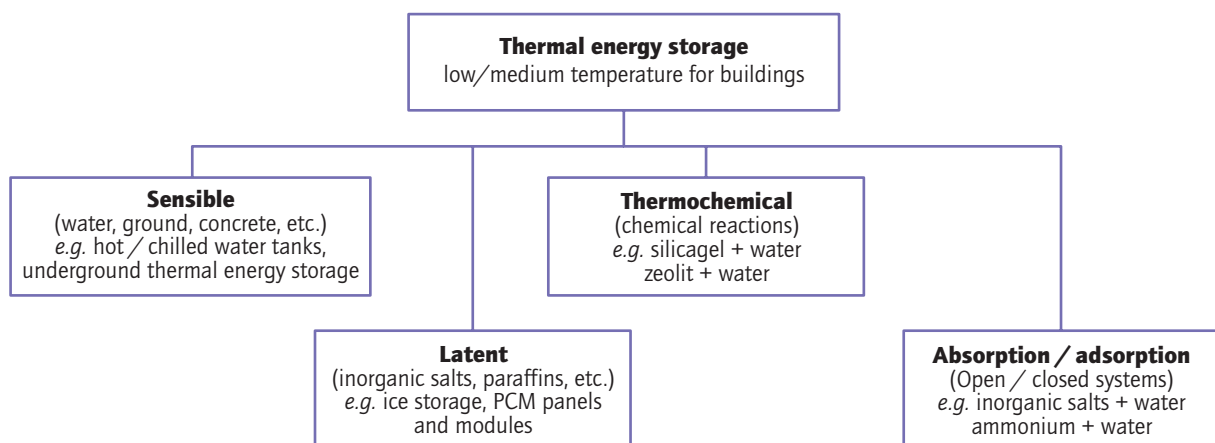 Thermal energy storage
low/medium temperature for buildings
Sensible
(water, ground, concrete, etc.)
e.g. hot / chilled water tanks,
underground thermal energy storage
Thermochemical
(chemical reactions)
e.g. silicagel + water
zeolit + water
Latent
(inorganic salts, paraffins, etc.)
e.g. ice storage, PCM panels
and modules
Absorption / adsorption
(Open / closed systems)
e.g. inorganic salts + water
ammonium + water